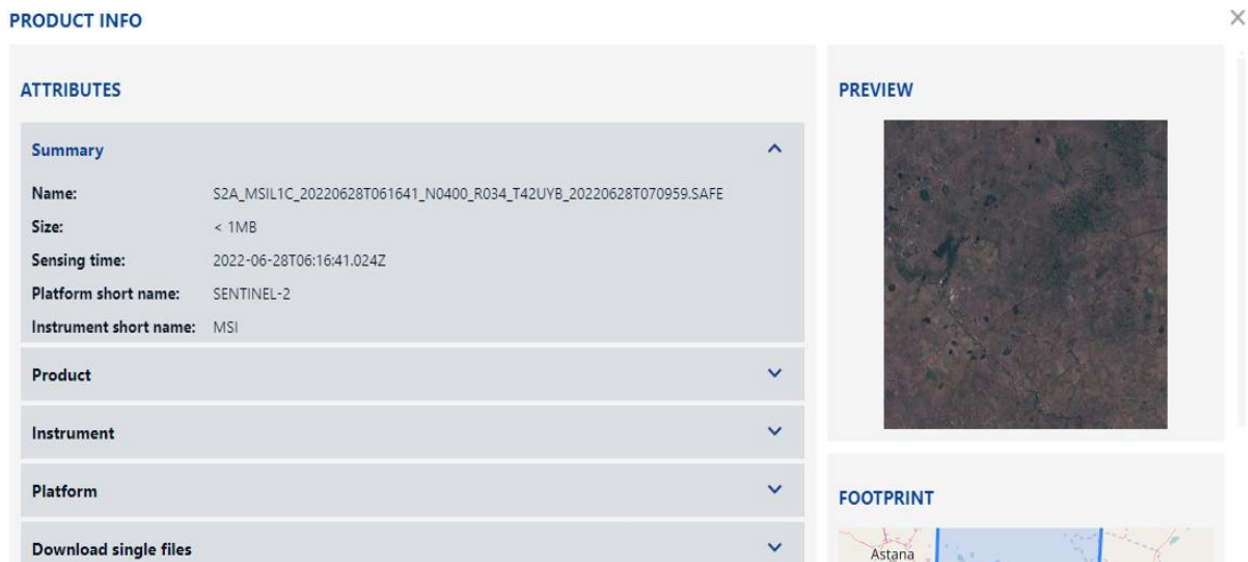 PRODUCT INFO
ATTRIBUTES
Summary
Name: S2A_MSIL1C_20220628T061641_N0400_R034_T42UYB_20220628T070959.SAFE
Size: < 1MB
Sensing time: 2022-06-28T06:16:41.024Z
Platform short name: SENTINEL-2
Instrument short name: MSI
Product
Instrument
Platform
Download single files
PREVIEW
FOOTPRINT
Astana